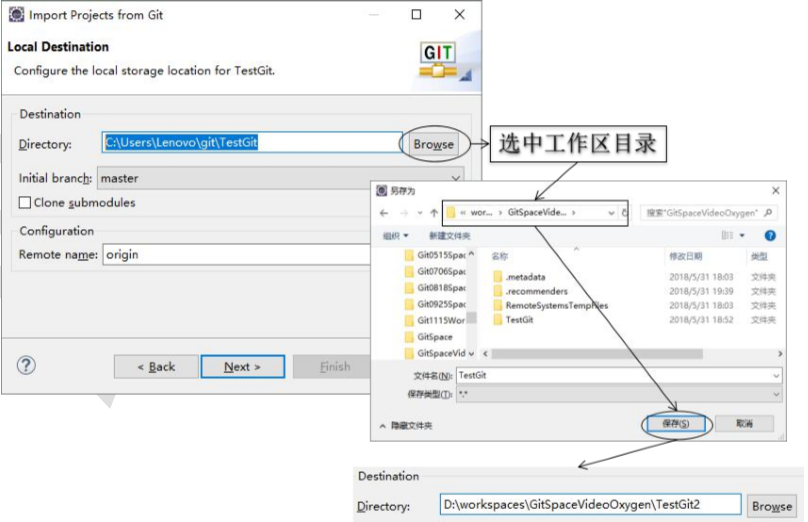 Import Projects from Git
Local Destination
Configure the local storage location for TestGit.
GIT
Destination
Directory: C:\Users\Lenovo\git\TestGit Browse
选中工作区目录
Initial branch: master
Clone submodules
Configuration
Remote name: origin
< Back Next > Finish
另存为
« wor... › GitSpaceVide... › 搜索"GitSpaceVideoOxygen"
组织 新建文件夹
Git0515Spac
Git0706Spac
Git0818Spac
Git0925Spac
Git1115Wor
GitSpace
GitSpaceVid
名称 修改日期 类型
.metadata 2018/5/31 18:03 文件夹
.recommenders 2018/5/31 19:39 文件夹
RemoteSystemsTempFiles 2018/5/31 18:03 文件夹
TestGit 2018/5/31 18:52 文件夹
文件名(N): TestGit
保存类型(T): *.*
隐藏文件夹 保存(S) 取消
Destination
Directory: D:\workspaces\GitSpaceVideoOxygen\TestGit2 Browse